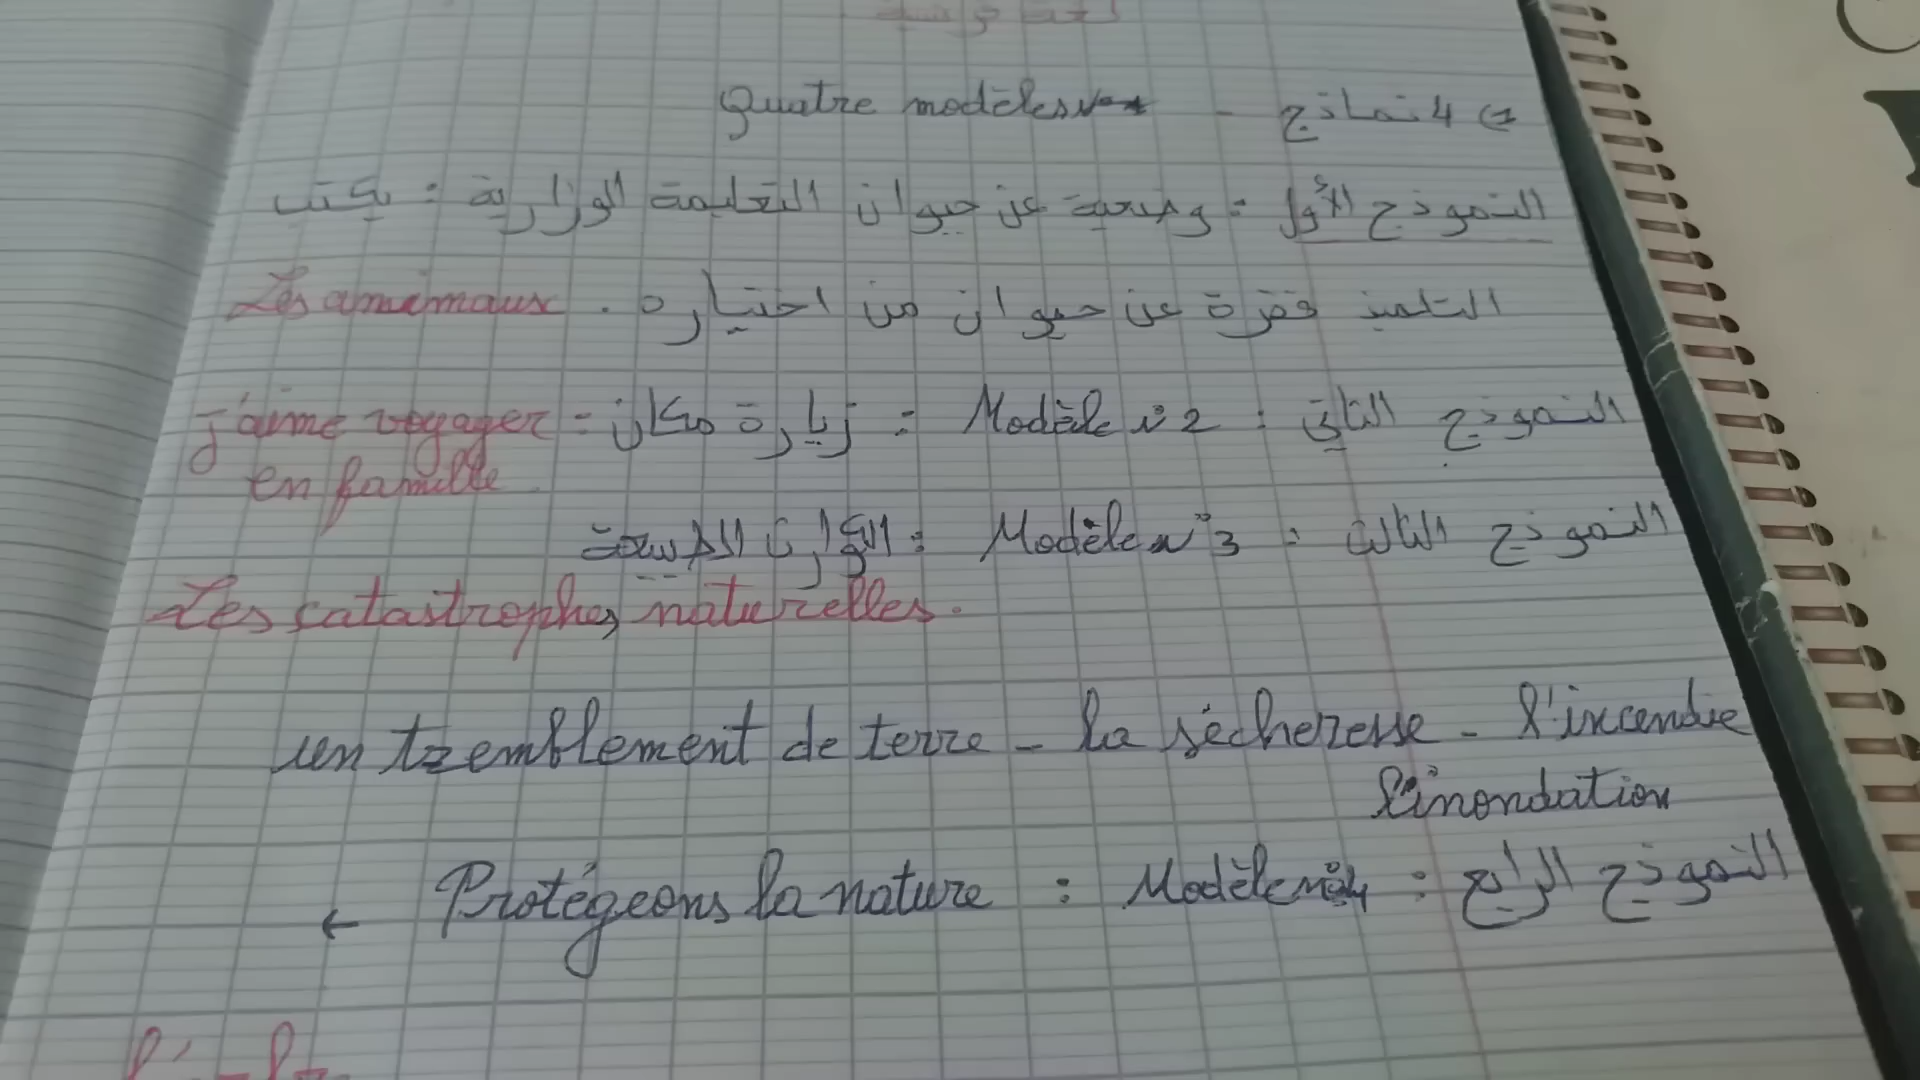 1) 4 نماذج - Quatre modèles
النموذج الأول : وضعية عن حيوان التعليمة الوزارية : يكتب
التلميذ فقرة عن حيوان من اختياره . Les animaux
النموذج الثاني : Modèle n° 2 : زيارة مكان = J'aime voyager
en famille
النموذج الثالث : Modèle n° 3 : الكوارث الطبيعية
Les catastrophes naturelles.
un tremblement de terre - la sécheresse - l'incendie
l'inondation
النموذج الرابع : Modèle n° 4 : Protégeons la nature ←